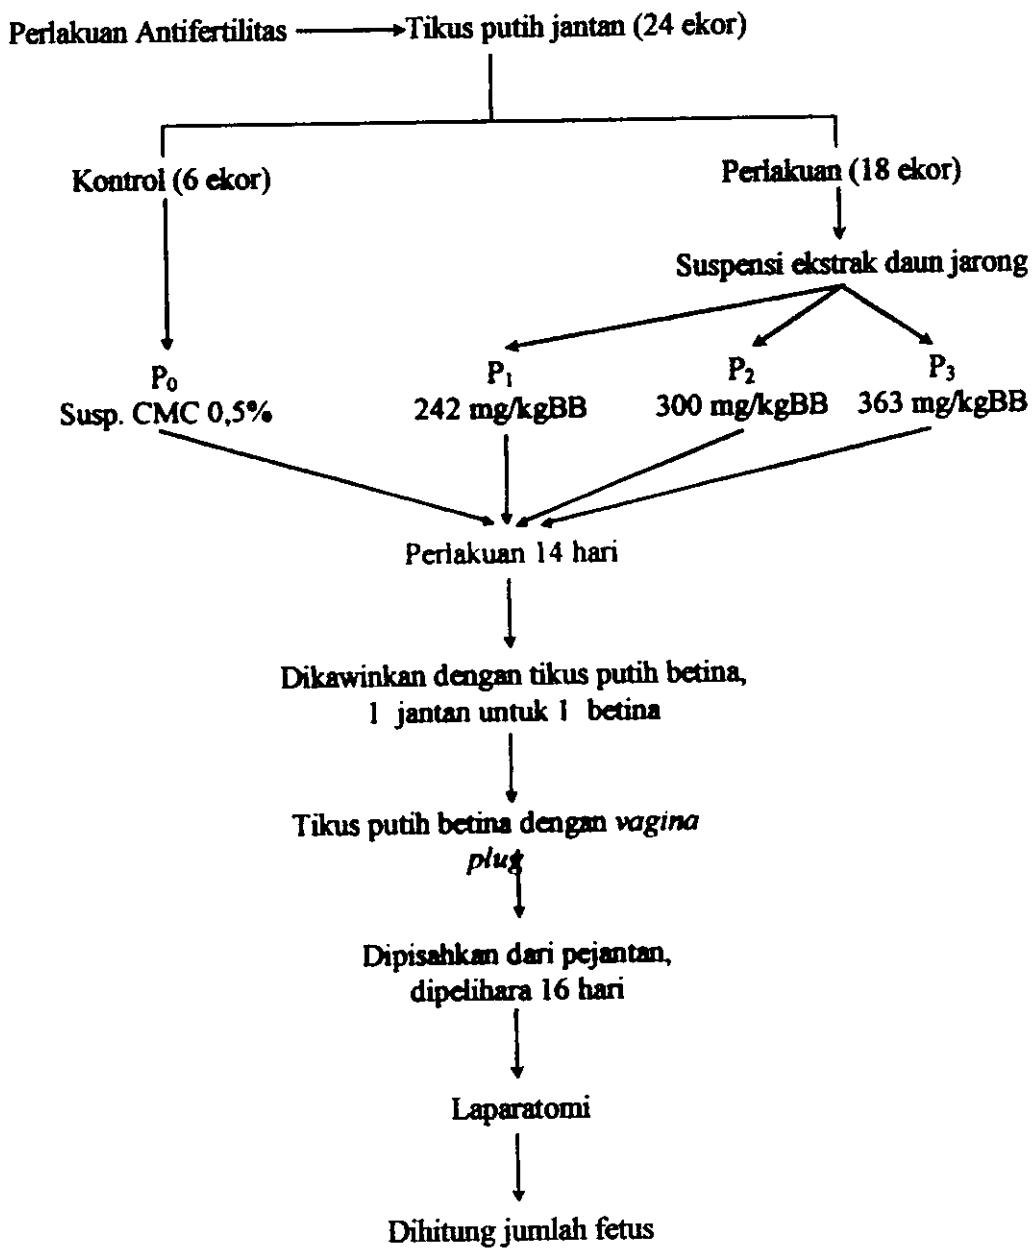 Perlakuan Antifertilitas Tikus putih jantan (24 ekor)
Kontrol (6 ekor)
Perlakuan (18 ekor)
Suspensi ekstrak daun jarong
P₀
Susp. CMC 0,5%
P₁
242 mg/kgBB
P₂
300 mg/kgBB
P₃
363 mg/kgBB
Perlakuan 14 hari
Dikawinkan dengan tikus putih betina,
1 jantan untuk 1 betina
Tikus putih betina dengan vagina
plug
Dipisahkan dari pejantan,
dipelihara 16 hari
Laparatomi
Dihitung jumlah fetus